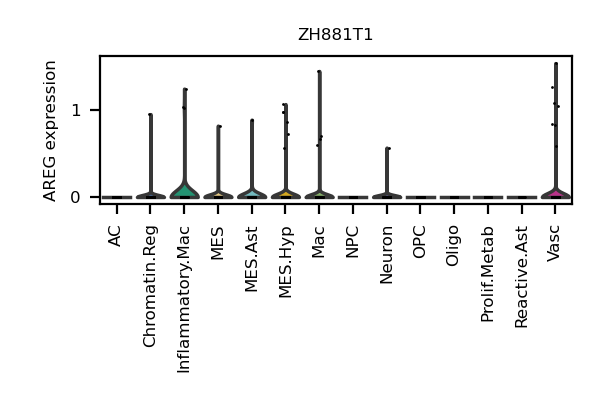 ZH881T1
AREG expression
1
0
AC
Chromatin.Reg
Inflammatory.Mac
MES
MES.Ast
MES.Hyp
Mac
NPC
Neuron
OPC
Oligo
Prolif.Metab
Reactive.Ast
Vasc